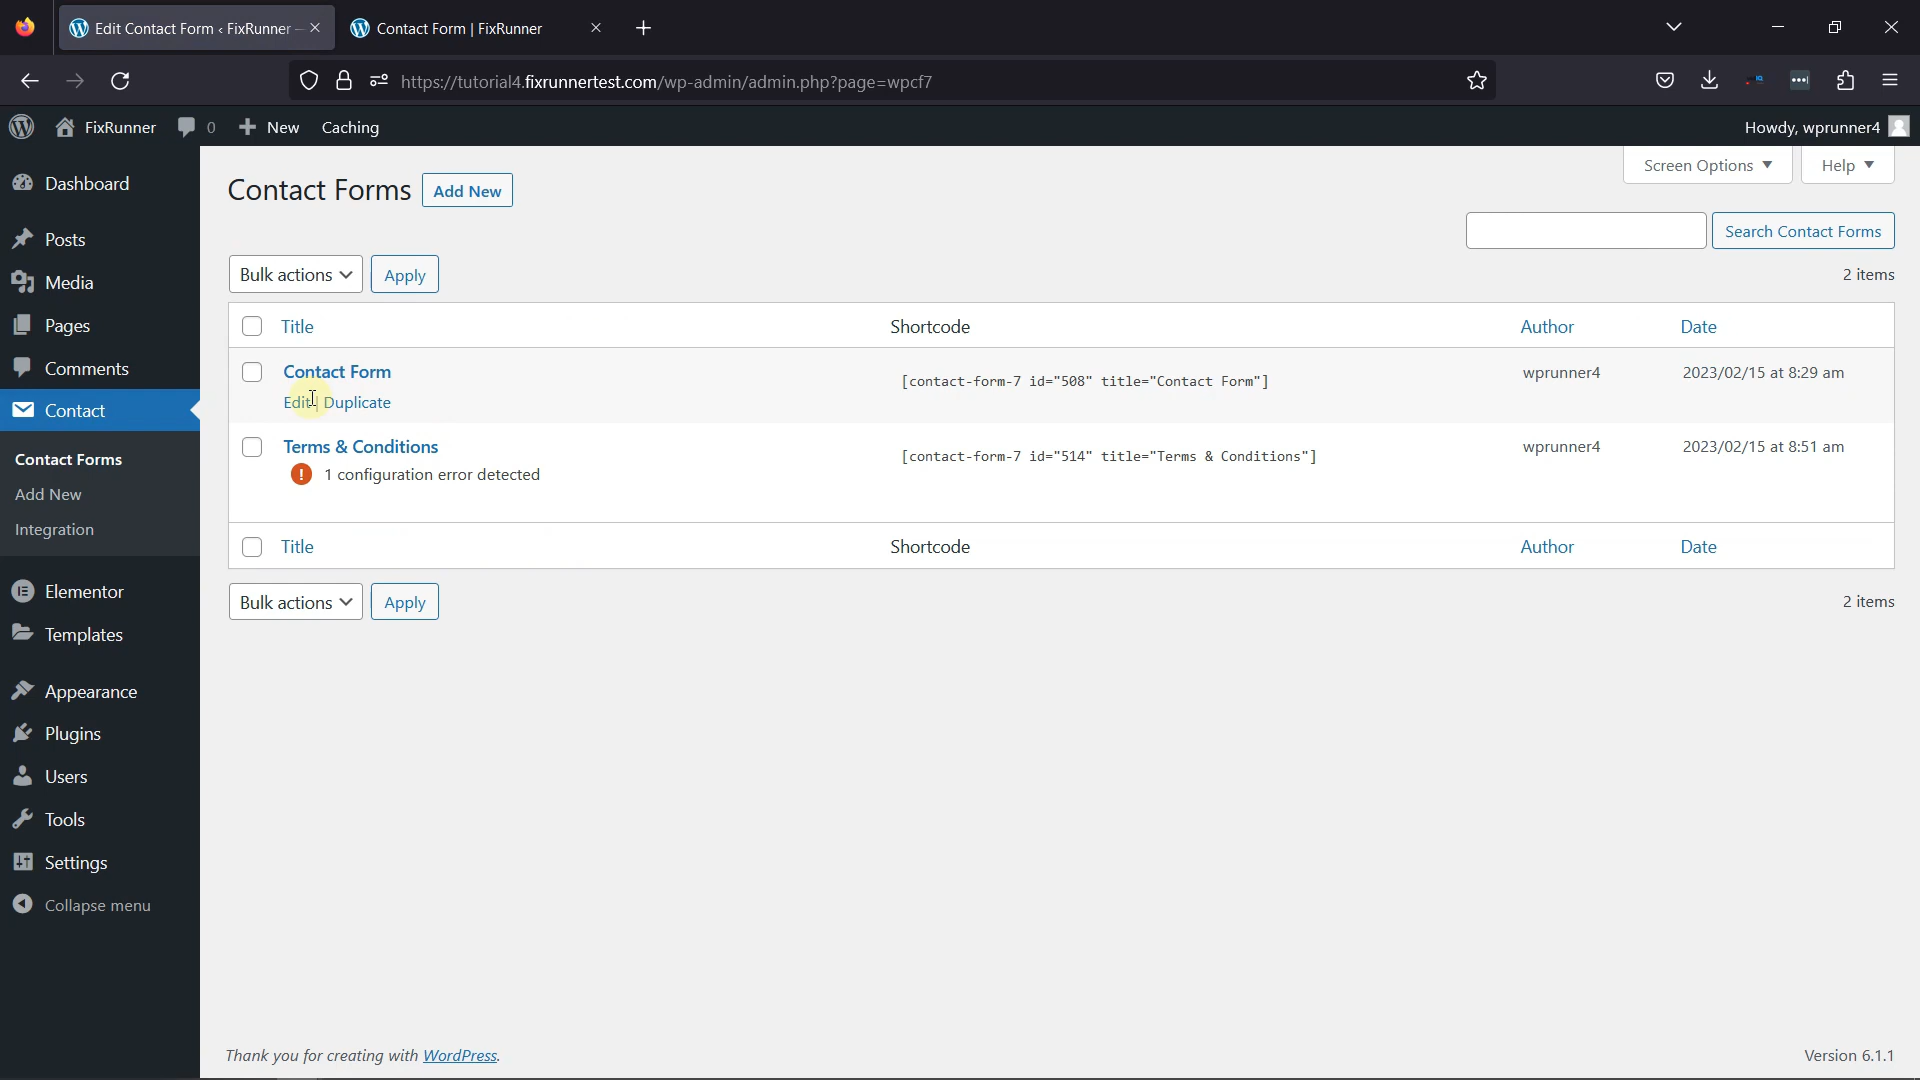 Edit Contact Form ‹ FixRunner —
Contact Form | FixRunner
https://tutorial4.fixrunnertest.com/wp-admin/admin.php?page=wpcf7
FixRunner
0
New
Caching
Howdy, wprunner4
Dashboard
Posts
Media
Pages
Comments
Contact
Contact Forms
Add New
Integration
Elementor
Templates
Appearance
Plugins
Users
Tools
Settings
Collapse menu
Screen Options
Help
Contact Forms
Add New
Search Contact Forms
Bulk actions
Apply
2 items
Title
Shortcode
Author
Date
Contact Form
Edit | Duplicate
[contact-form-7 id="508" title="Contact Form"]
wprunner4
2023/02/15 at 8:29 am
Terms & Conditions
1 configuration error detected
[contact-form-7 id="514" title="Terms & Conditions"]
wprunner4
2023/02/15 at 8:51 am
Title
Shortcode
Author
Date
Bulk actions
Apply
2 items
Thank you for creating with WordPress.
Version 6.1.1